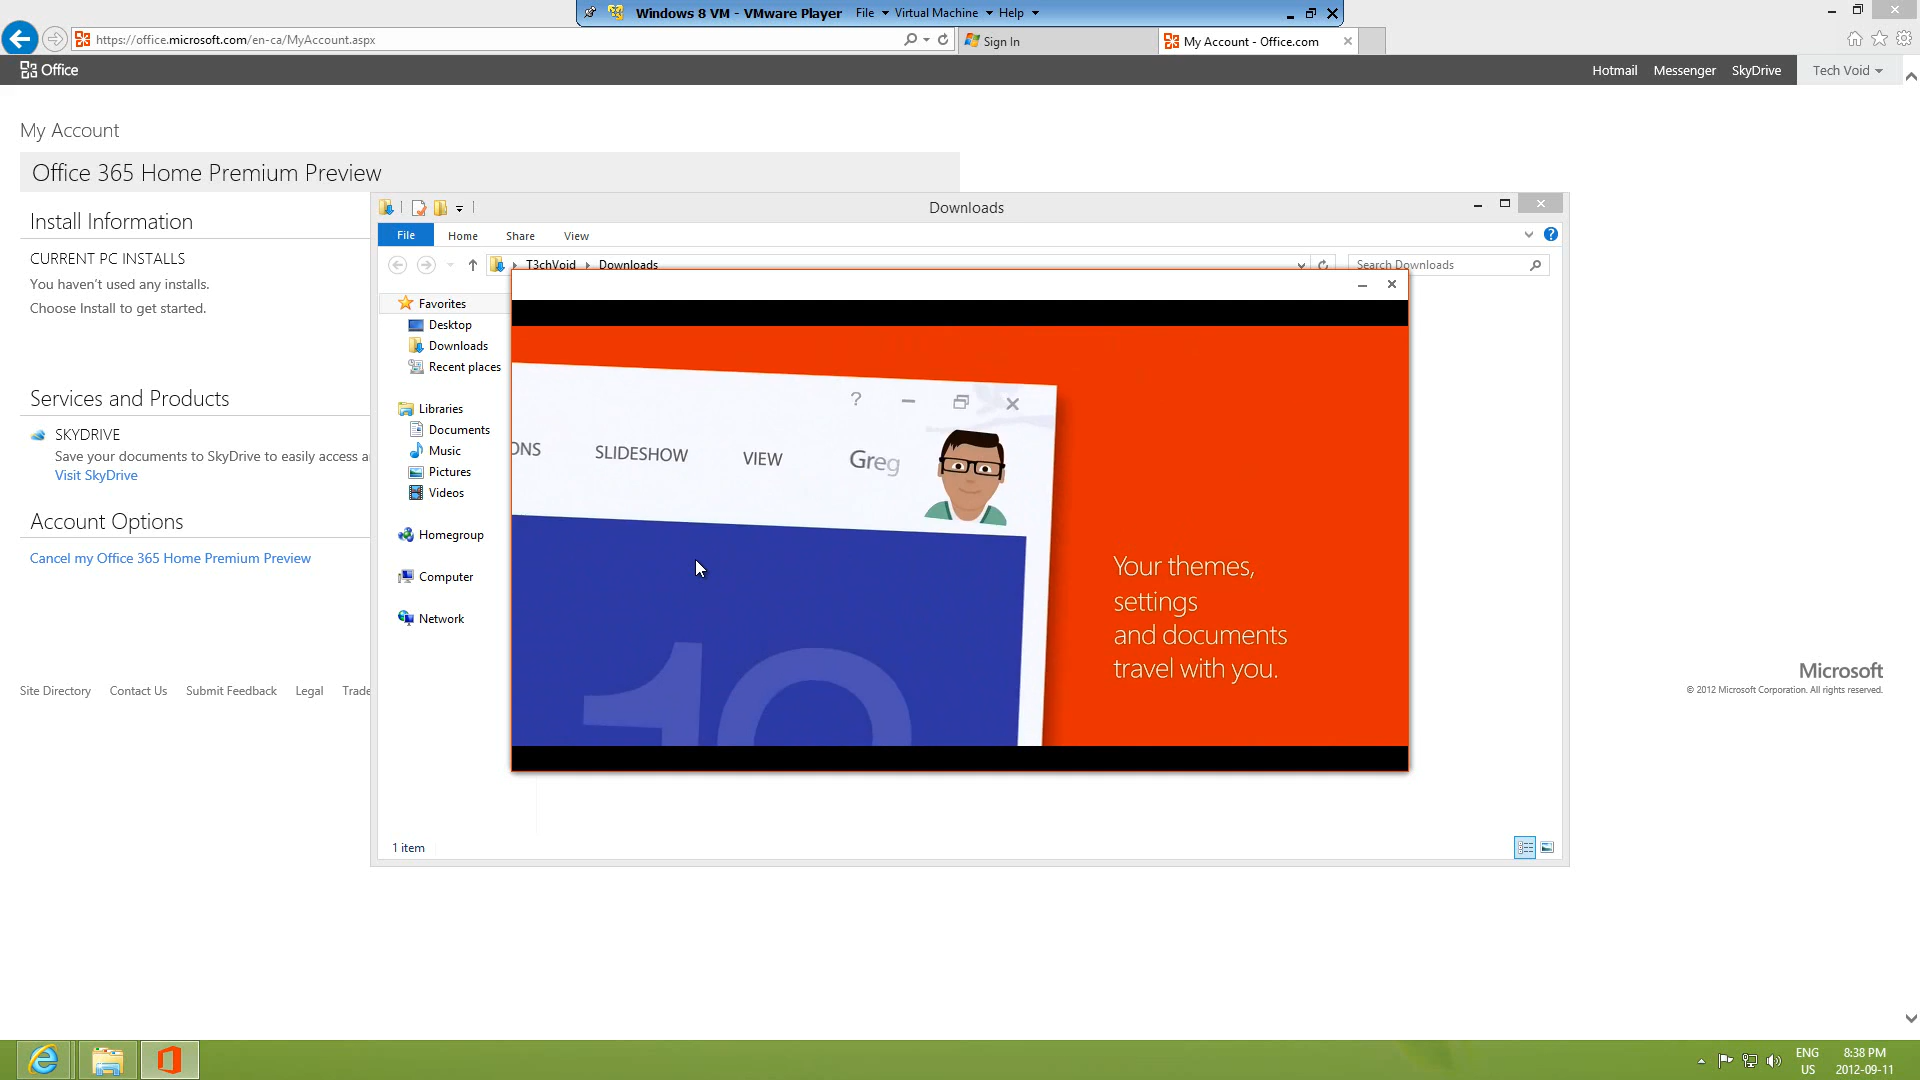 Windows 8 VM - VMware Player File Virtual Machine Help
https://office.microsoft.com/en-ca/MyAccount.aspx
Sign In
My Account - Office.com
Office
Hotmail Messenger SkyDrive Tech Void
My Account
Office 365 Home Premium Preview
Install Information
CURRENT PC INSTALLS
You haven't used any installs.
Choose Install to get started.
Services and Products
SKYDRIVE
Save your documents to SkyDrive to easily access a
Visit SkyDrive
Account Options
Cancel my Office 365 Home Premium Preview
Site Directory Contact Us Submit Feedback Legal Trade
Microsoft
© 2012 Microsoft Corporation. All rights reserved.
Downloads
File Home Share View
T3chVoid Downloads
Search Downloads
Favorites
Desktop
Downloads
Recent places
Libraries
Documents
Music
Pictures
Videos
Homegroup
Computer
Network
1 item
?
ONS SLIDESHOW VIEW Greg
19
Your themes,
settings
and documents
travel with you.
ENG
US
8:38 PM
2012-09-11